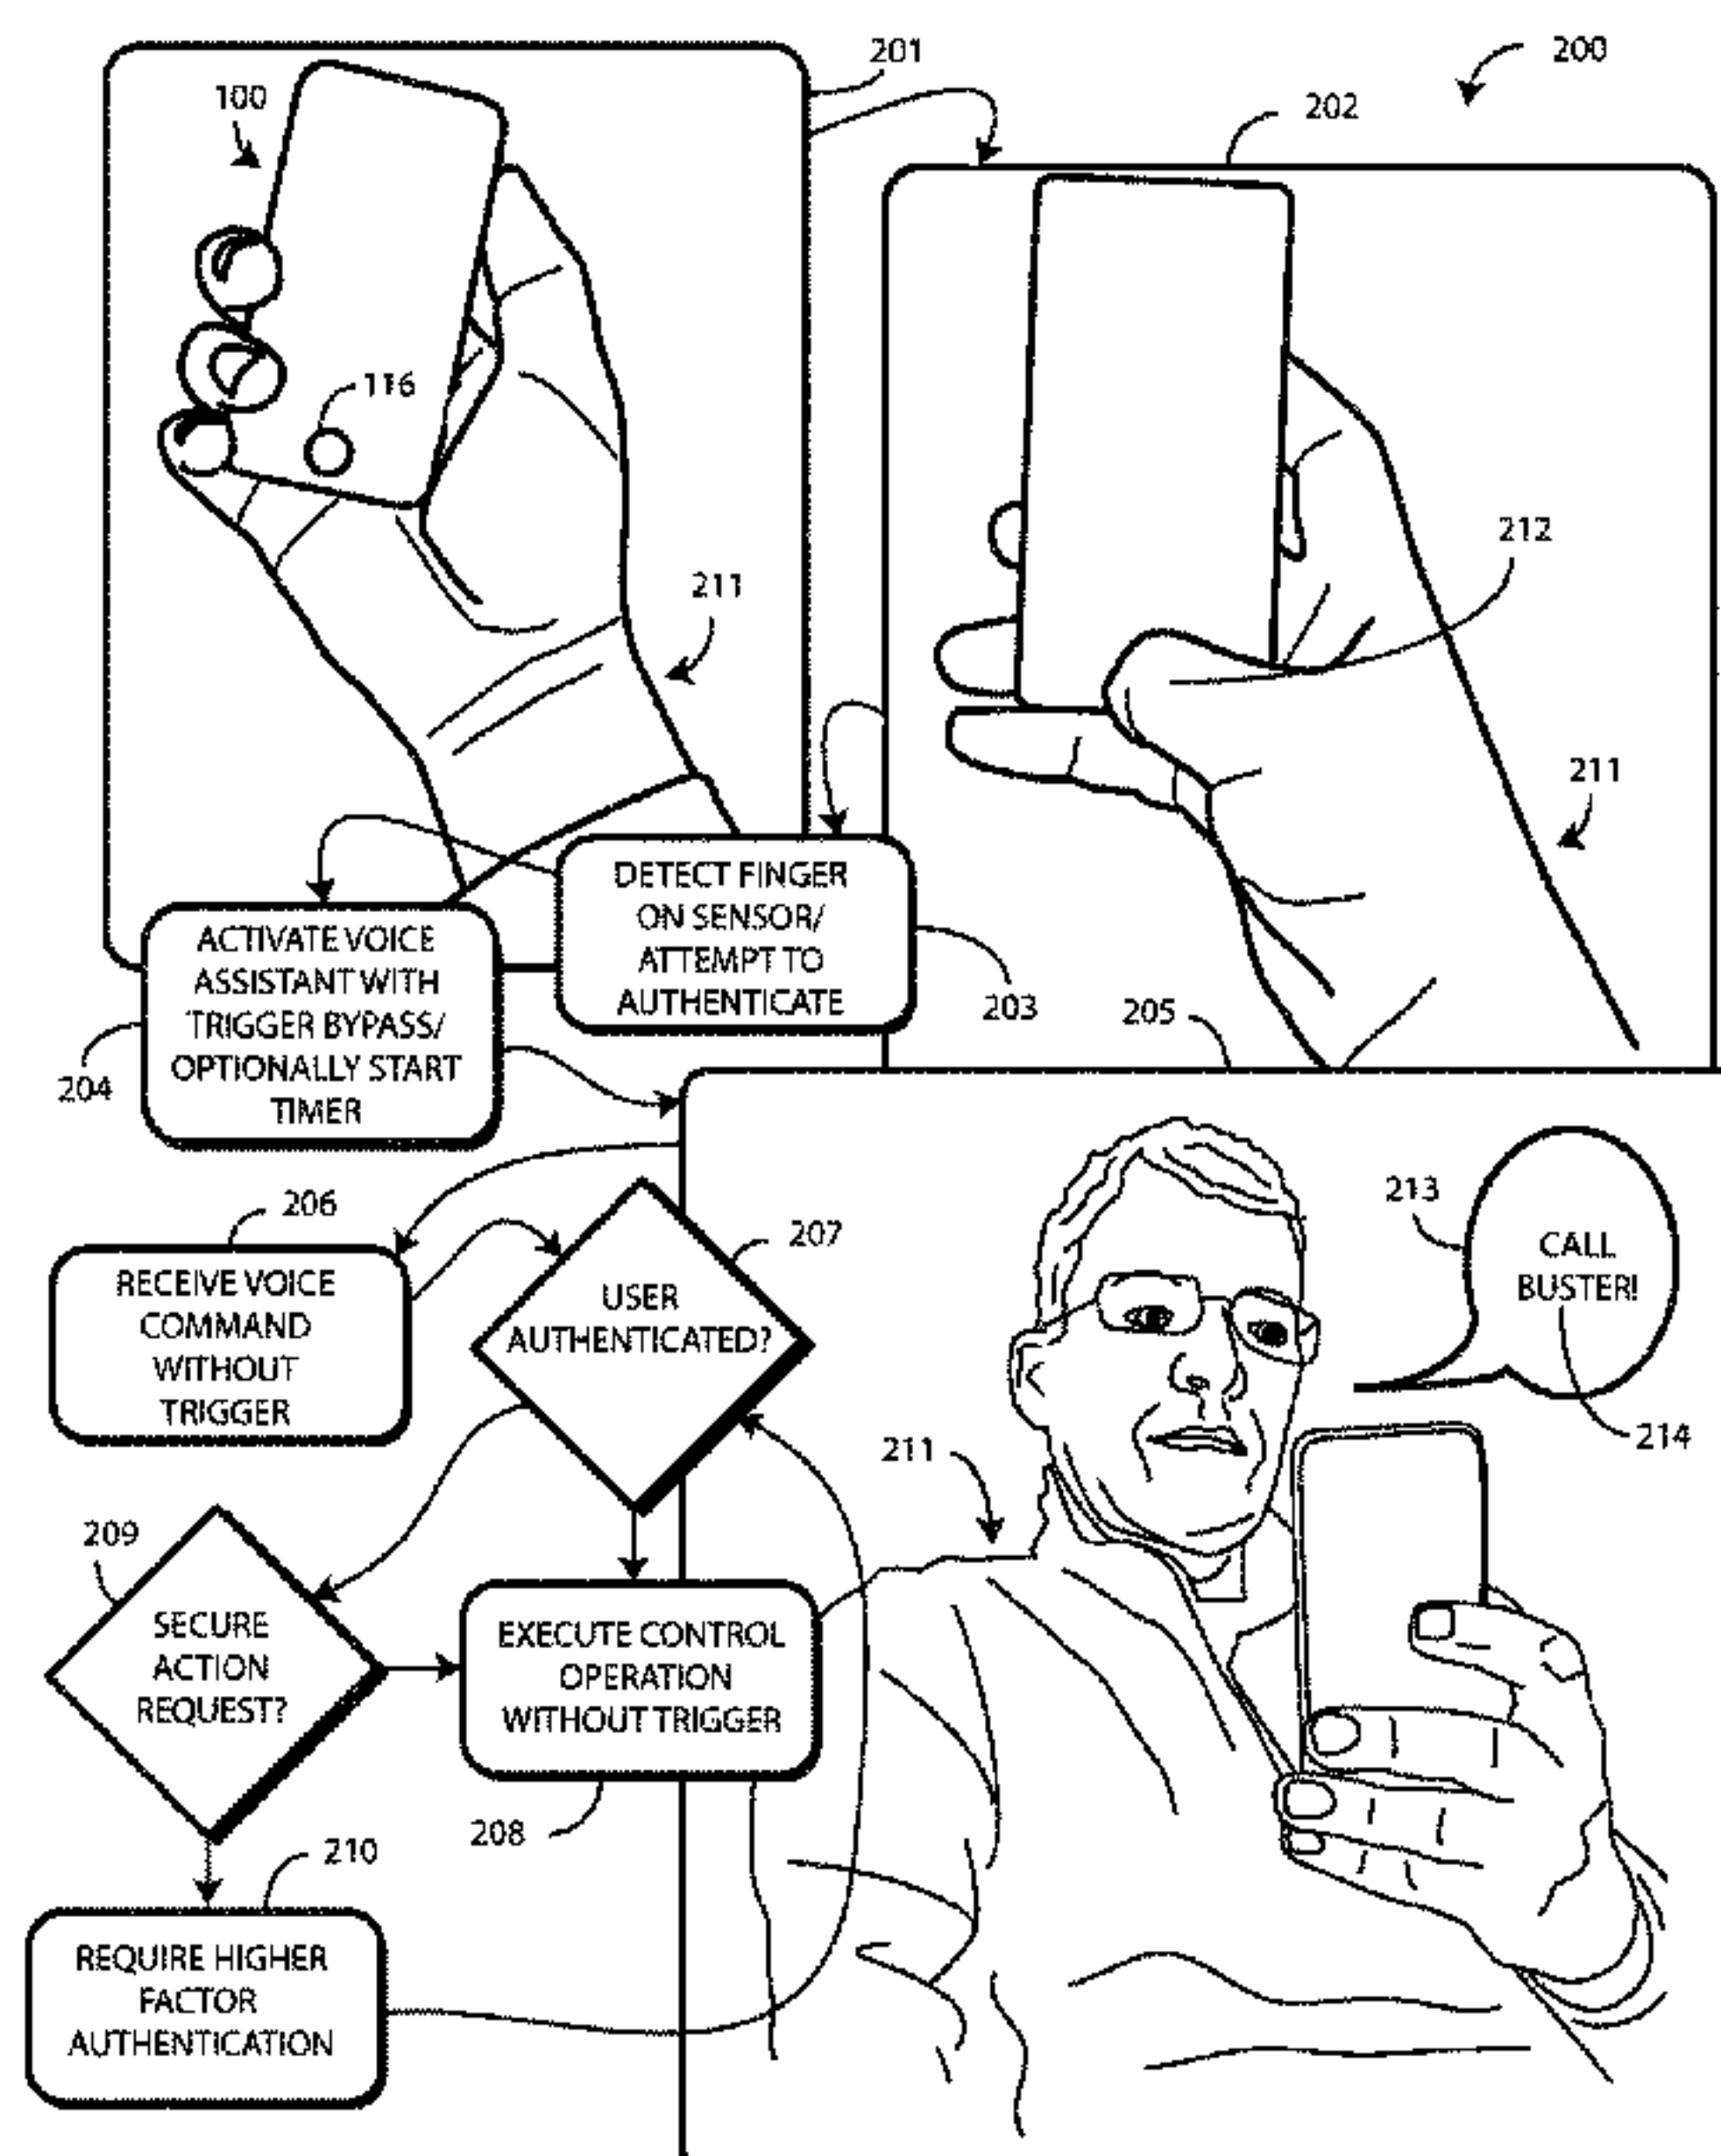 201
200
100
202
116
212
211
211
DETECT FINGER
ON SENSOR/
ATTEMPT TO
AUTHENTICATE
203
ACTIVATE VOICE
ASSISTANT WITH
TRIGGER BYPASS/
OPTIONALLY START
TIMER
204
205
206
RECEIVE VOICE
COMMAND
WITHOUT
TRIGGER
207
USER
AUTHENTICATED?
213
CALL
BUSTER!
214
211
209
SECURE
ACTION
REQUEST?
EXECUTE CONTROL
OPERATION
WITHOUT TRIGGER
208
210
REQUIRE HIGHER
FACTOR
AUTHENTICATION